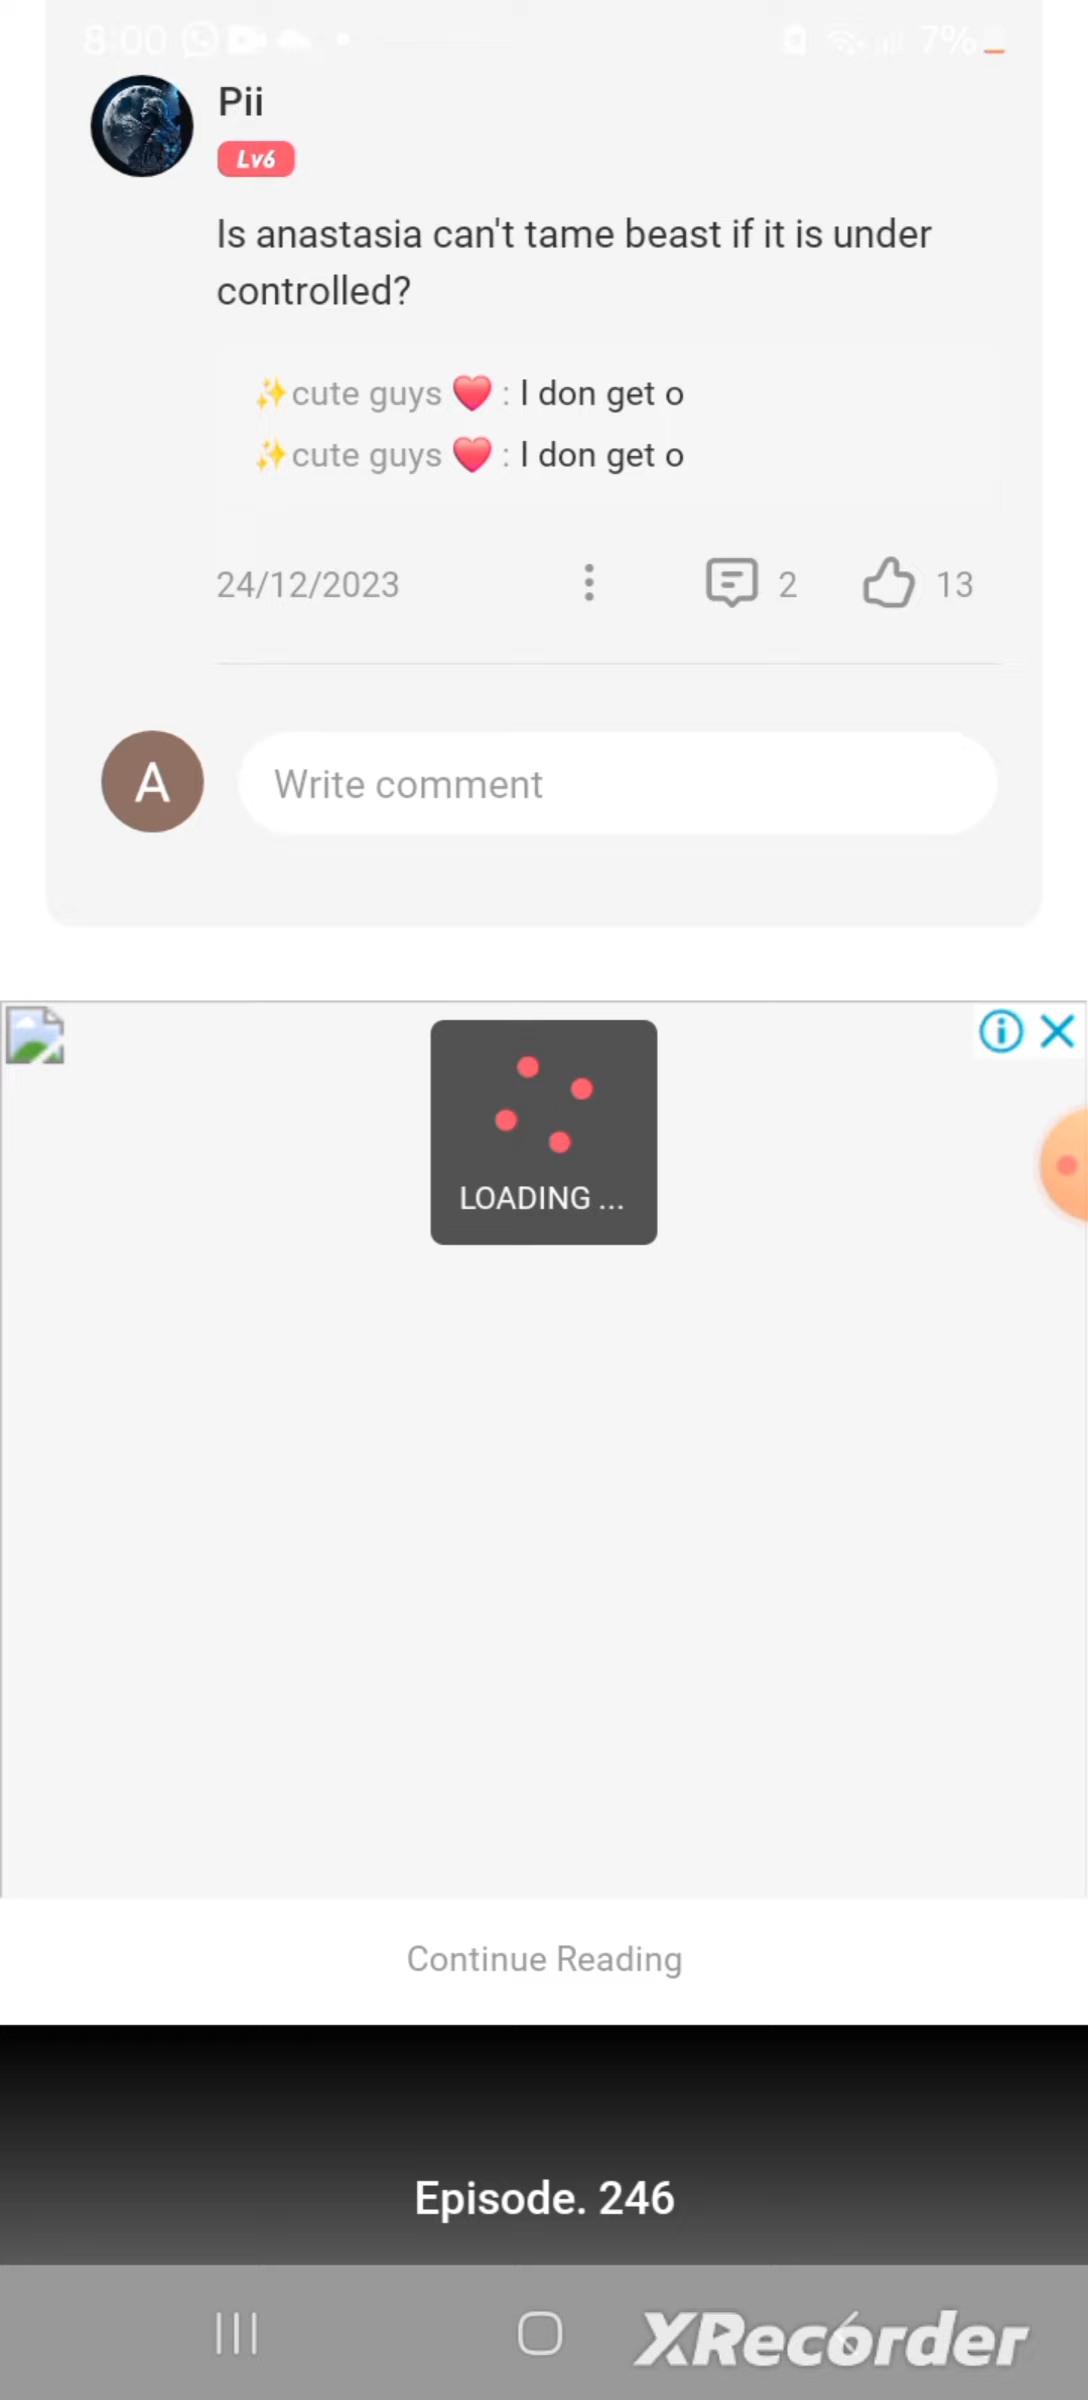 8:00 7%
Pii
Lv6
Is anastasia can't tame beast if it is under
controlled?
✨cute guys ❤️ : I don get o
✨cute guys ❤️ : I don get o
24/12/2023 2 13
A Write comment
LOADING ...
Continue Reading
Episode. 246
XRecorder